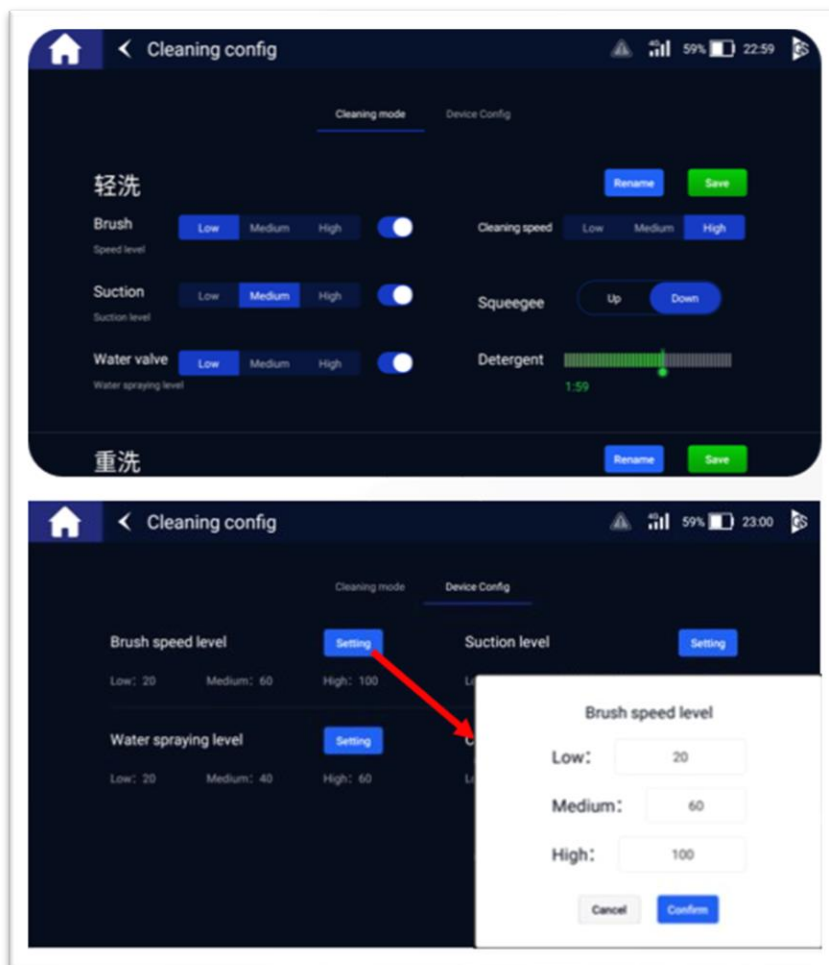 Cleaning config 4G 59% 22:59
Cleaning mode Device Config
轻洗 Rename Save
Brush Low Medium High Cleaning speed Low Medium High
Speed level
Suction Low Medium High Squeegee Up Down
Suction level
Water valve Low Medium High Detergent
Water spraying level 1:59
重洗 Rename Save
Cleaning config 4G 59% 23:00
Cleaning mode Device Config
Brush speed level Setting Suction level Setting
Low: 20 Medium: 60 High: 100
Water spraying level Setting
Low: 20 Medium: 40 High: 60
Brush speed level
Low: 20
Medium: 60
High: 100
Cancel Confirm